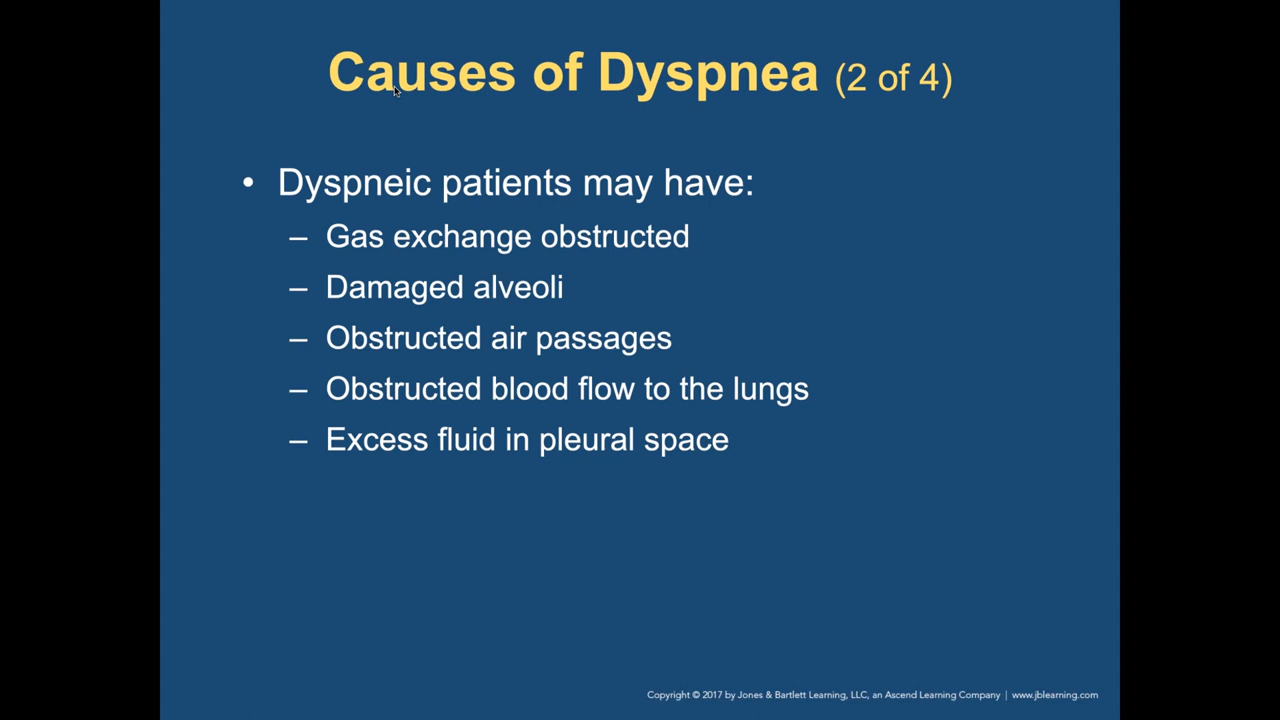 Causes of Dyspnea (2 of 4)
• Dyspneic patients may have:
– Gas exchange obstructed
– Damaged alveoli
– Obstructed air passages
– Obstructed blood flow to the lungs
– Excess fluid in pleural space
Copyright © 2017 by Jones & Bartlett Learning, LLC, an Ascend Learning Company | www.jblearning.com